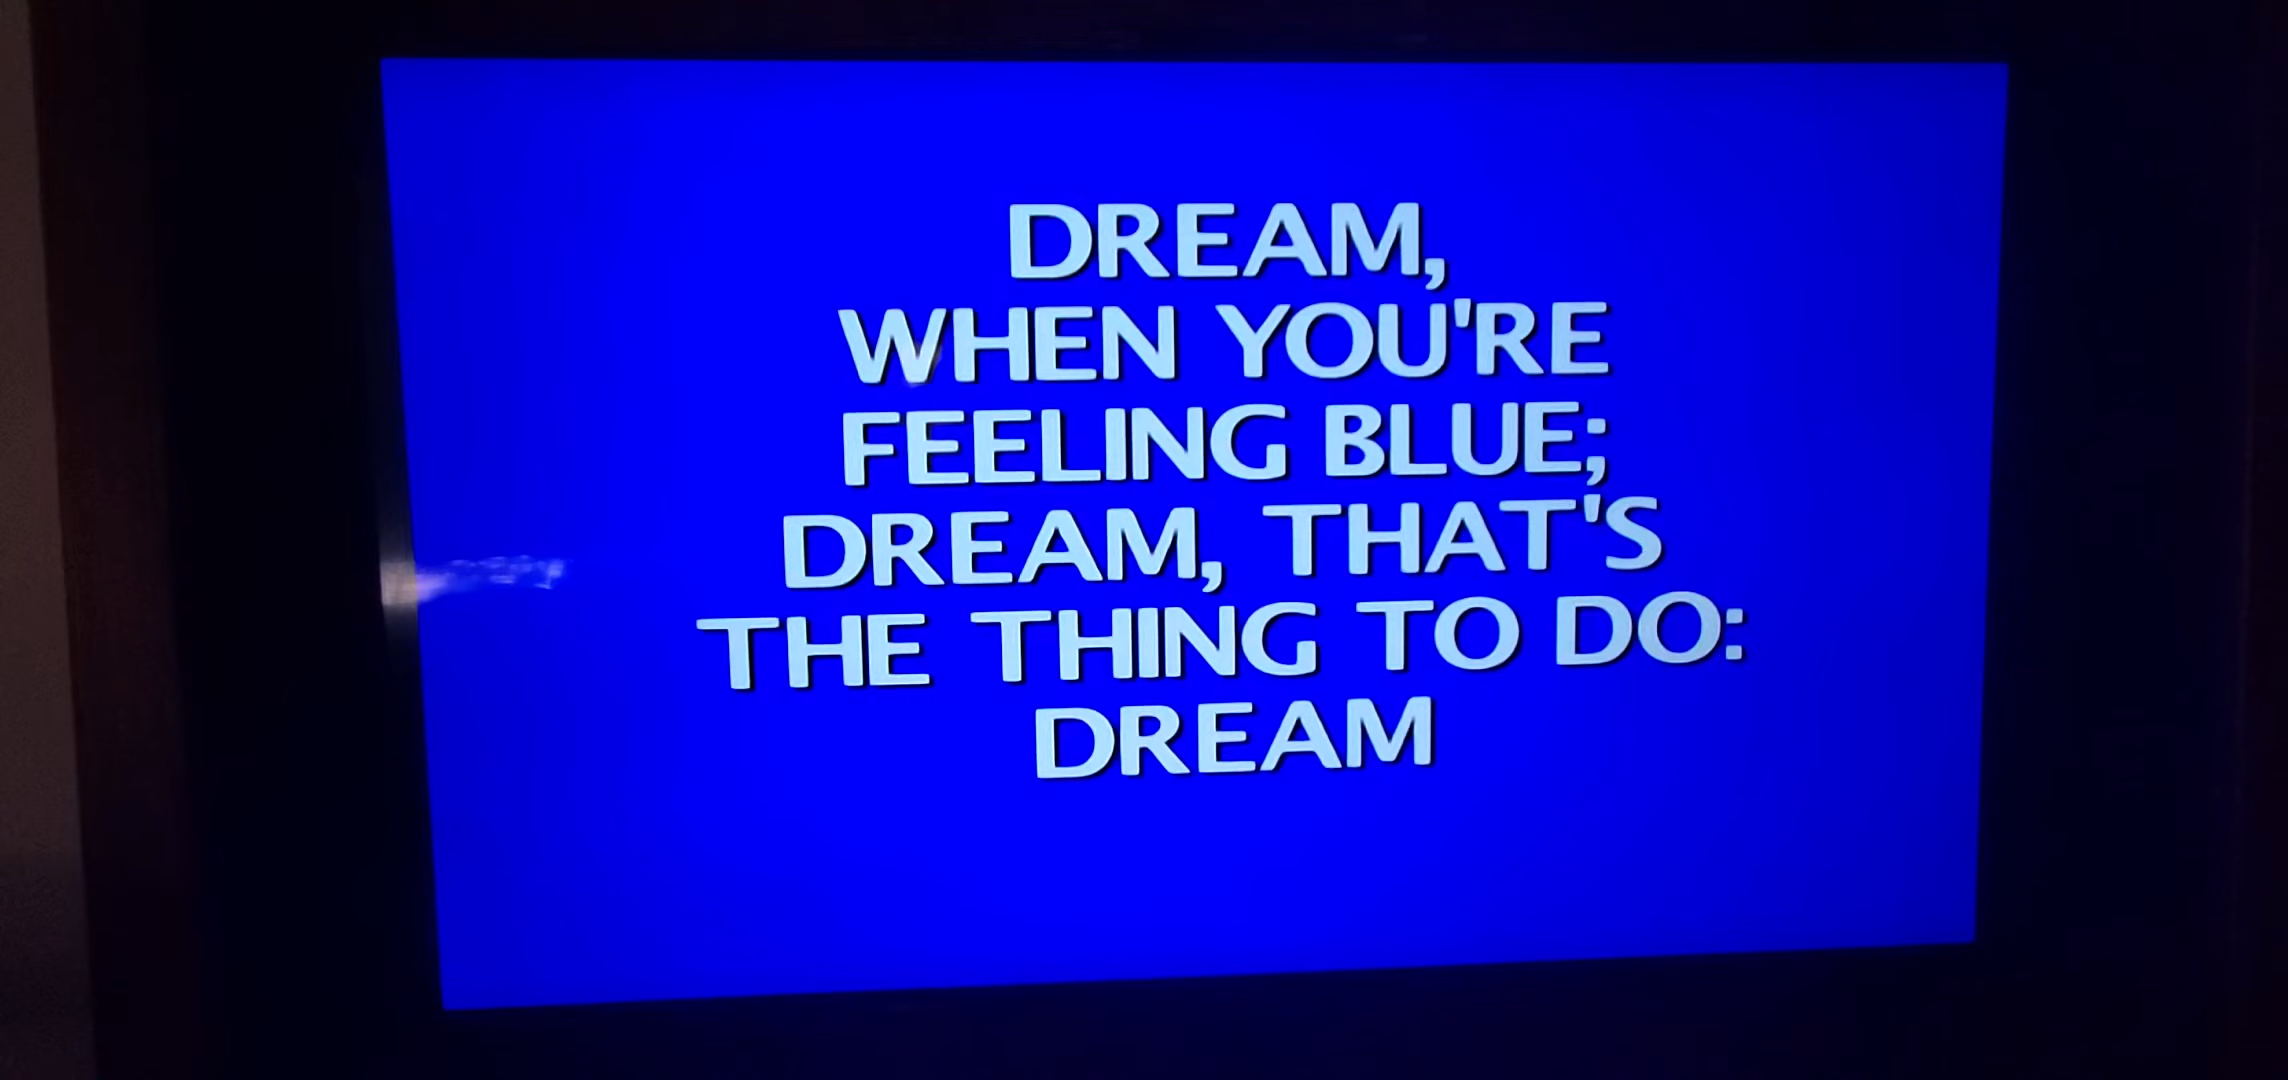 DREAM,
WHEN YOU'RE
FEELING BLUE;
DREAM, THAT'S
THE THING TO DO:
DREAM